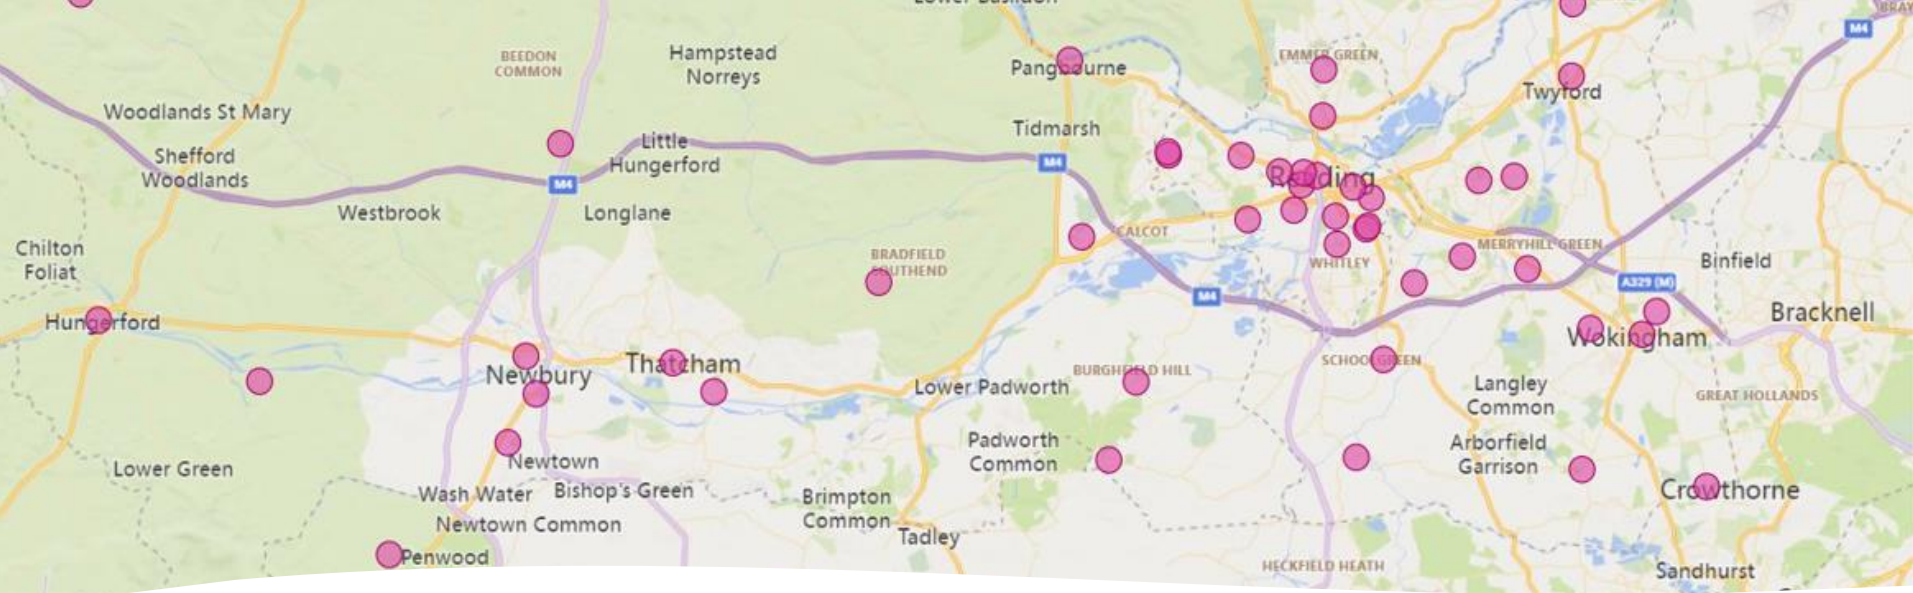 Lower Basildon
BRAY
M4
BEEDON
COMMON
Hampstead
Norreys
Pangbourne
EMMER GREEN
Twyford
Woodlands St Mary
Tidmarsh
Shefford
Woodlands
Little
Hungerford
M4
M4
Reading
Westbrook
Longlane
CALCOT
MERRYHILL GREEN
Chilton
Foliat
BRADFIELD
SOUTHEND
WHITLEY
Binfield
A329 (M)
M4
Hungerford
Bracknell
Wokingham
Newbury
Thatcham
SCHOOL GREEN
BURGHFIELD HILL
Lower Padworth
Langley
Common
GREAT HOLLANDS
Padworth
Common
Arborfield
Garrison
Lower Green
Newtown
Wash Water
Bishop's Green
Brimpton
Common
Crowthorne
Newtown Common
Tadley
Penwood
HECKFIELD HEATH
Sandhurst